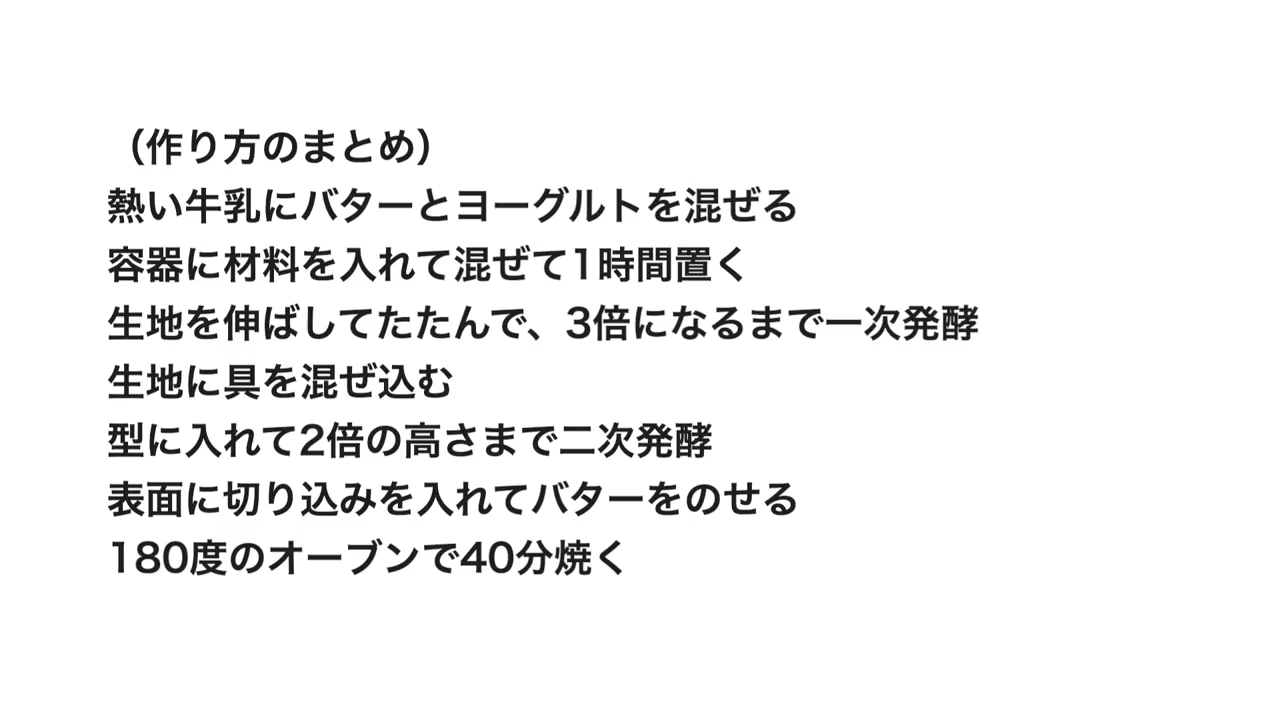 （作り方のまとめ）
熱い牛乳にバターとヨーグルトを混ぜる
容器に材料を入れて混ぜて1時間置く
生地を伸ばしてたたんで、3倍になるまで一次発酵
生地に具を混ぜ込む
型に入れて2倍の高さまで二次発酵
表面に切り込みを入れてバターをのせる
180度のオーブンで40分焼く